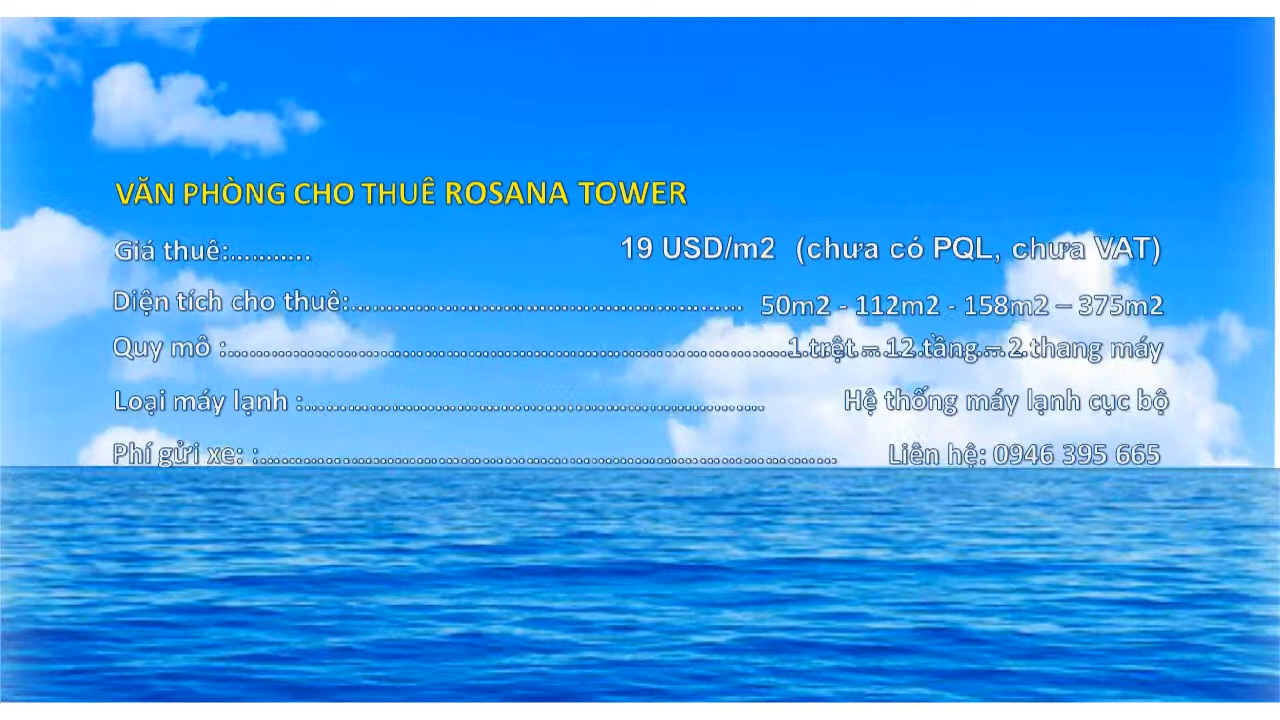 VĂN PHÒNG CHO THUÊ ROSANA TOWER
Giá thuê:........... 19 USD/m2 (chưa có PQL, chưa VAT)
Diện tích cho thuê:...................................................... 50m2 - 112m2 - 158m2 – 375m2
Quy mô :.............................................................................1 trệt – 12 tầng – 2 thang máy
Loại máy lạnh :............................................................... Hệ thống máy lạnh cục bộ
Phí gửi xe: :............................................................................... Liên hệ: 0946 395 665